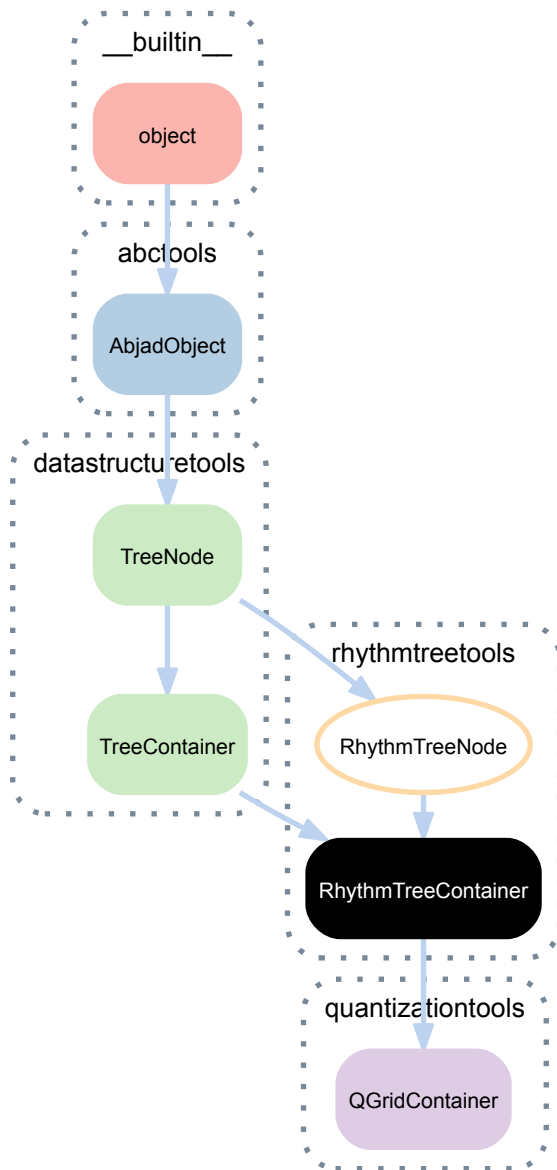 __builtin__
object
abctools
AbjadObject
datastructuretools
TreeNode
rhythmtreetools
TreeContainer
RhythmTreeNode
RhythmTreeContainer
quantizationtools
QGridContainer